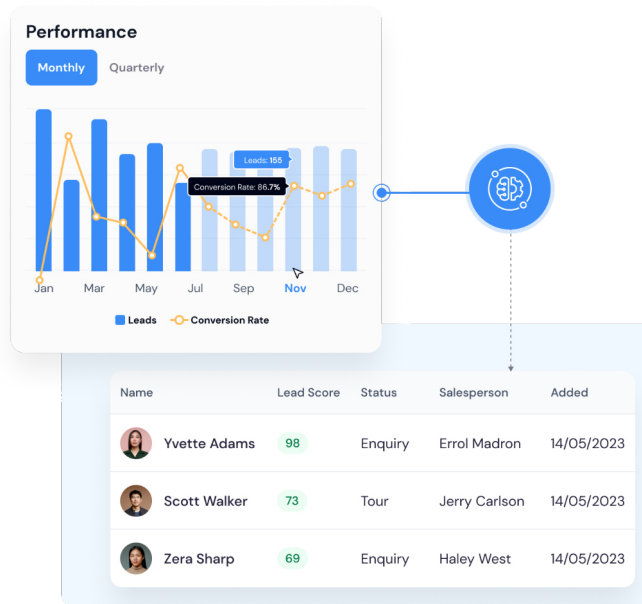 Performance
Monthly Quarterly
Leads: 155
Conversion Rate: 86.7%
Jan Mar May Jul Sep Nov Dec
Leads Conversion Rate
Name Lead Score Status Salesperson Added
Yvette Adams 98 Enquiry Errol Madron 14/05/2023
Scott Walker 73 Tour Jerry Carlson 14/05/2023
Zera Sharp 69 Enquiry Haley West 14/05/2023